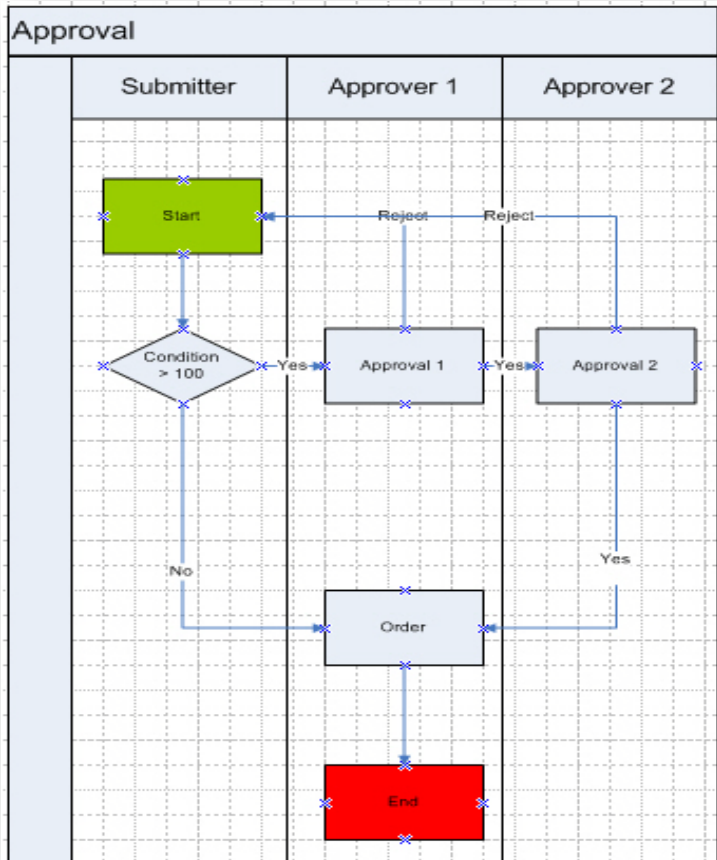 Approval
Submitter
Approver 1
Approver 2
Start
Reject
Reject
Condition
> 100
Yes
Approval 1
Yes
Approval 2
No
Yes
Order
End